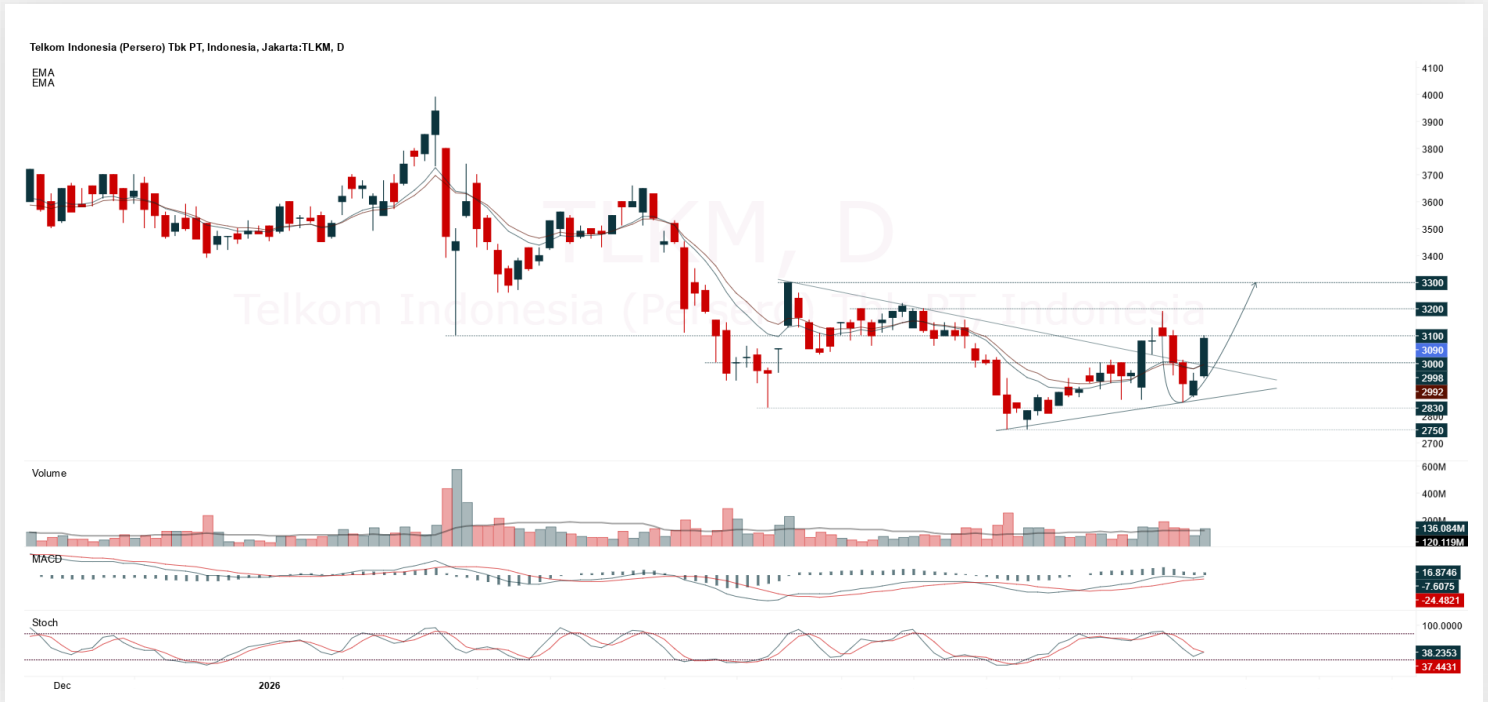 Telkom Indonesia (Persero) Tbk PT, Indonesia, Jakarta:TLKM, D
EMA
EMA
TLKM, D
Telkom Indonesia (Persero) Tbk PT, Indonesia
4100
4000
3900
3800
3700
3600
3500
3400
3300
3200
3100
3090
3000
2998
2992
2830
2800
2750
2700
Volume
600M
400M
200M
136.084M
120.119M
MACD
16.8746
-7.6075
-24.4821
Stoch
100.0000
38.2353
37.4431
Dec
2026